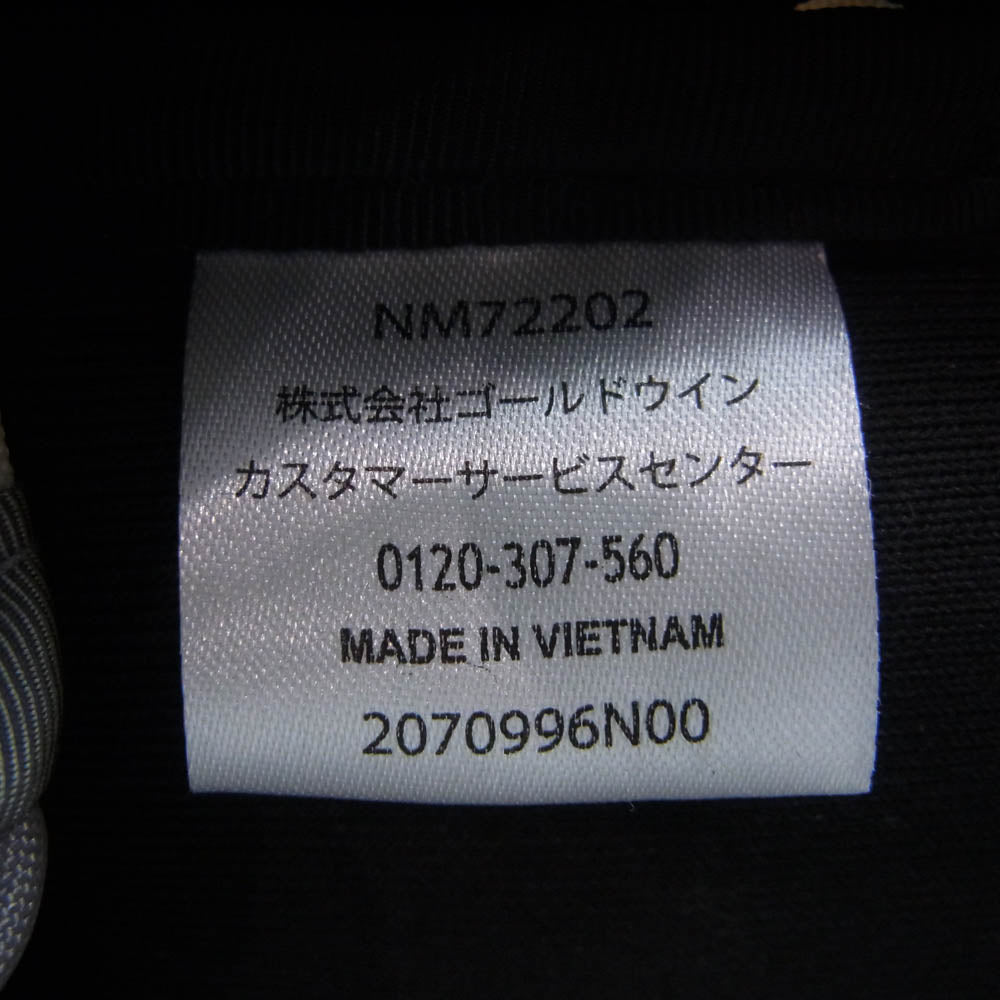 NM72202
株式会社ゴールドウイン
カスタマーサービスセンター
0120-307-560
MADE IN VIETNAM
2070996N00